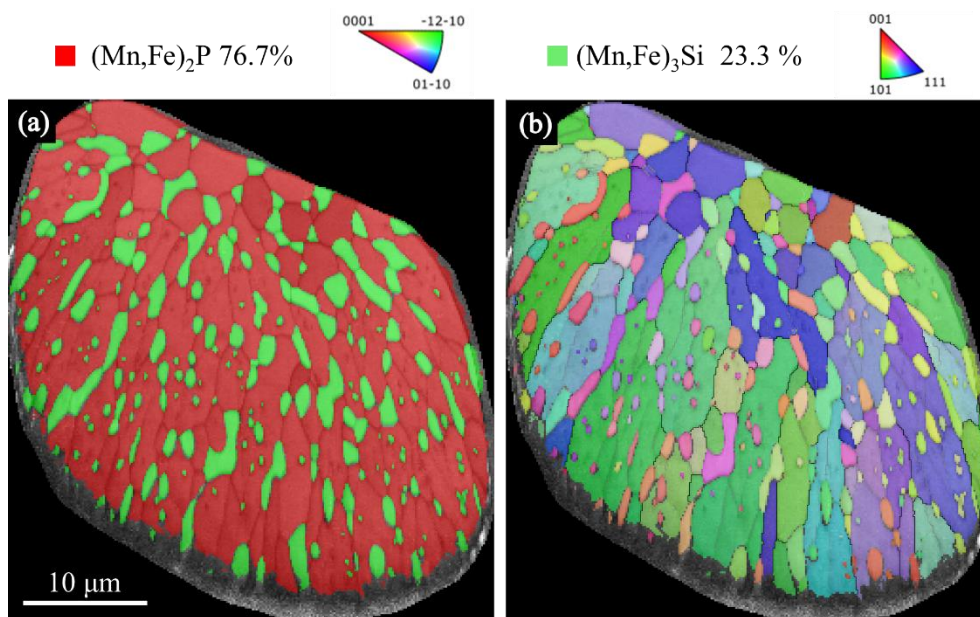 0001 -12-10
01-10
(Mn,Fe)₂P 76.7%
(Mn,Fe)₃Si 23.3 %
001
101 111
(a)
(b)
10 μm